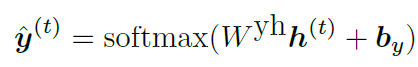 ŷ^(t) = softmax(W^yh h^(t) + b_y)